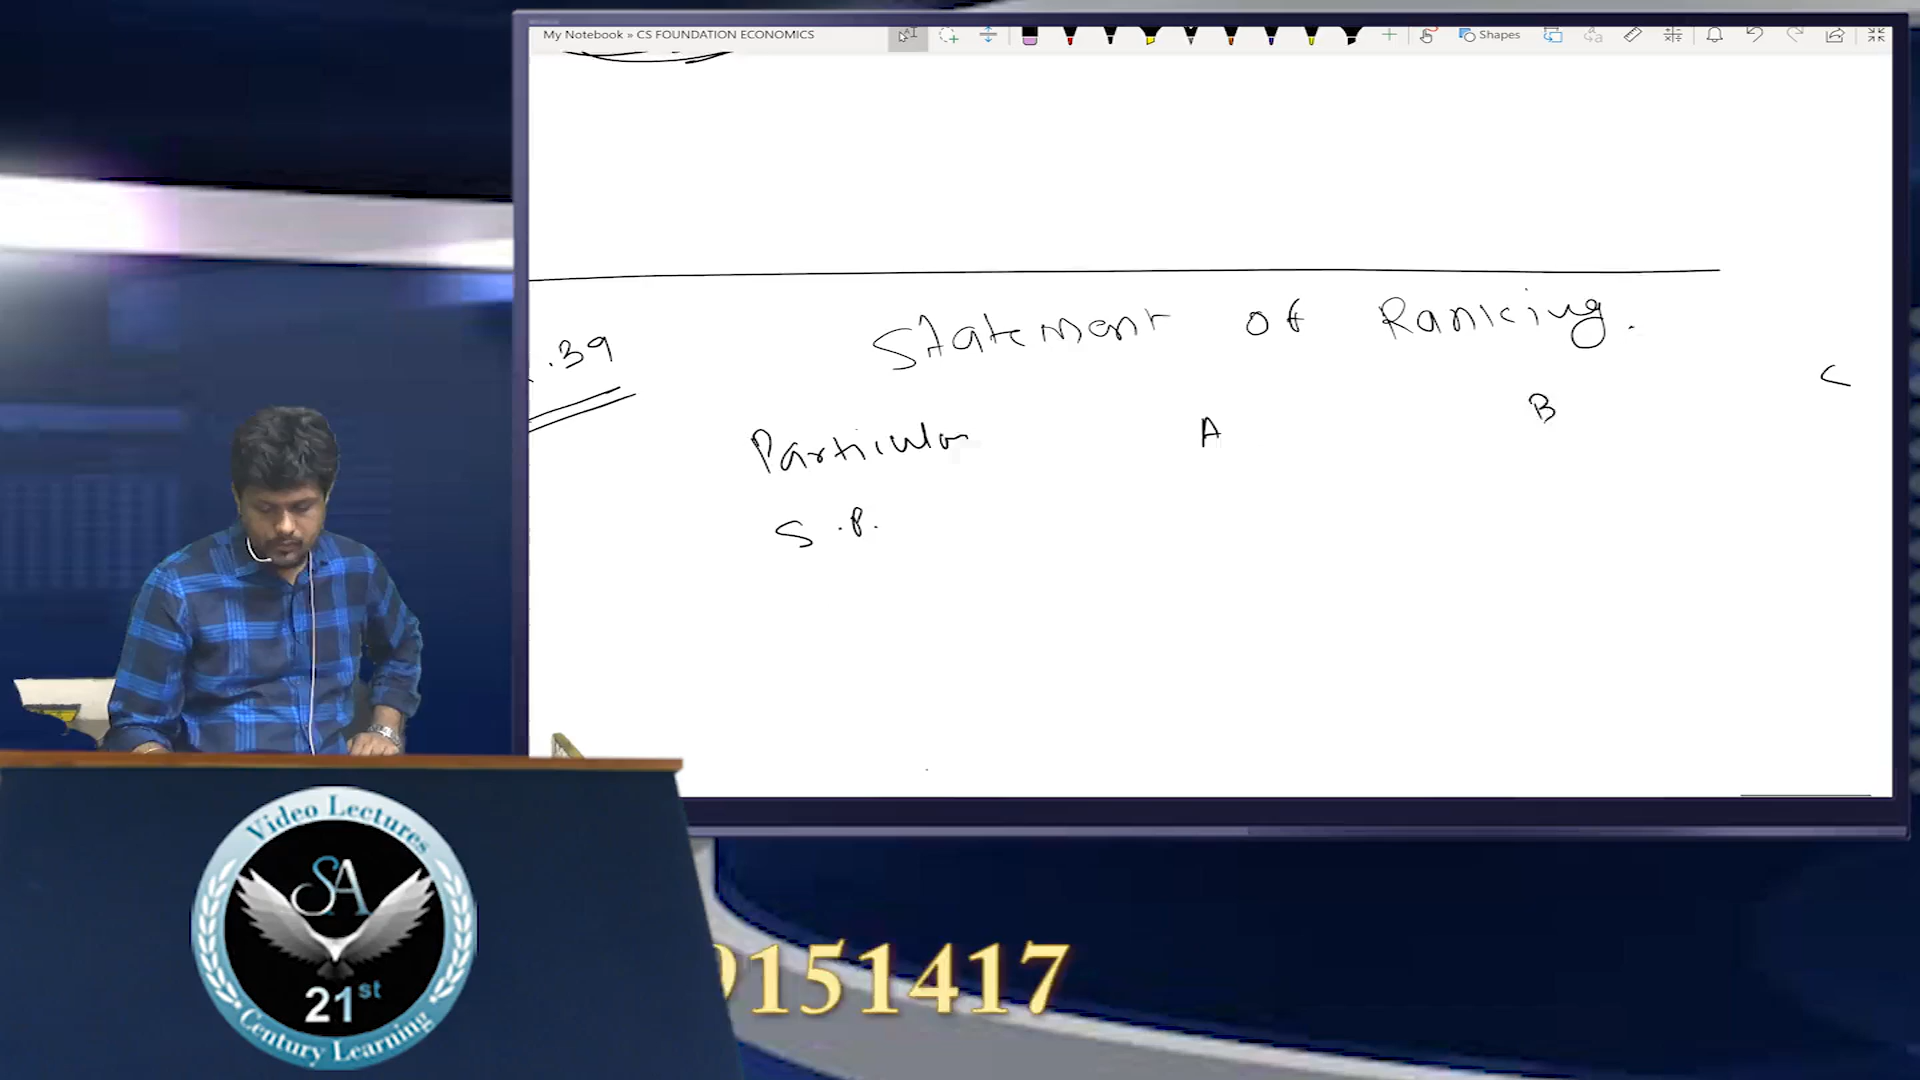 My Notebook » CS FOUNDATION ECONOMICS
Shapes
Statement of Ranking.
.39
Particular A B C
S.P.
Video Lectures
SA
21st
Century Learning
151417